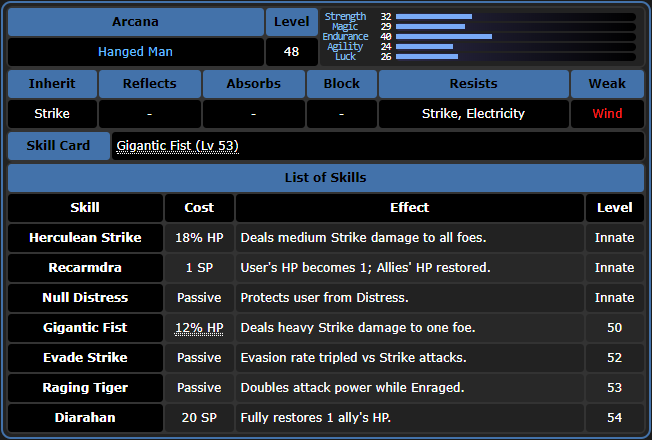 Arcana Level
Hanged Man 48
Strength 32
Magic 29
Endurance 40
Agility 24
Luck 26
Inherit Reflects Absorbs Block Resists Weak
Strike - - - Strike, Electricity Wind
Skill Card Gigantic Fist (Lv 53)
List of Skills
Skill Cost Effect Level
Herculean Strike 18% HP Deals medium Strike damage to all foes. Innate
Recarmdra 1 SP User's HP becomes 1; Allies' HP restored. Innate
Null Distress Passive Protects user from Distress. Innate
Gigantic Fist 12% HP Deals heavy Strike damage to one foe. 50
Evade Strike Passive Evasion rate tripled vs Strike attacks. 52
Raging Tiger Passive Doubles attack power while Enraged. 53
Diarahan 20 SP Fully restores 1 ally's HP. 54